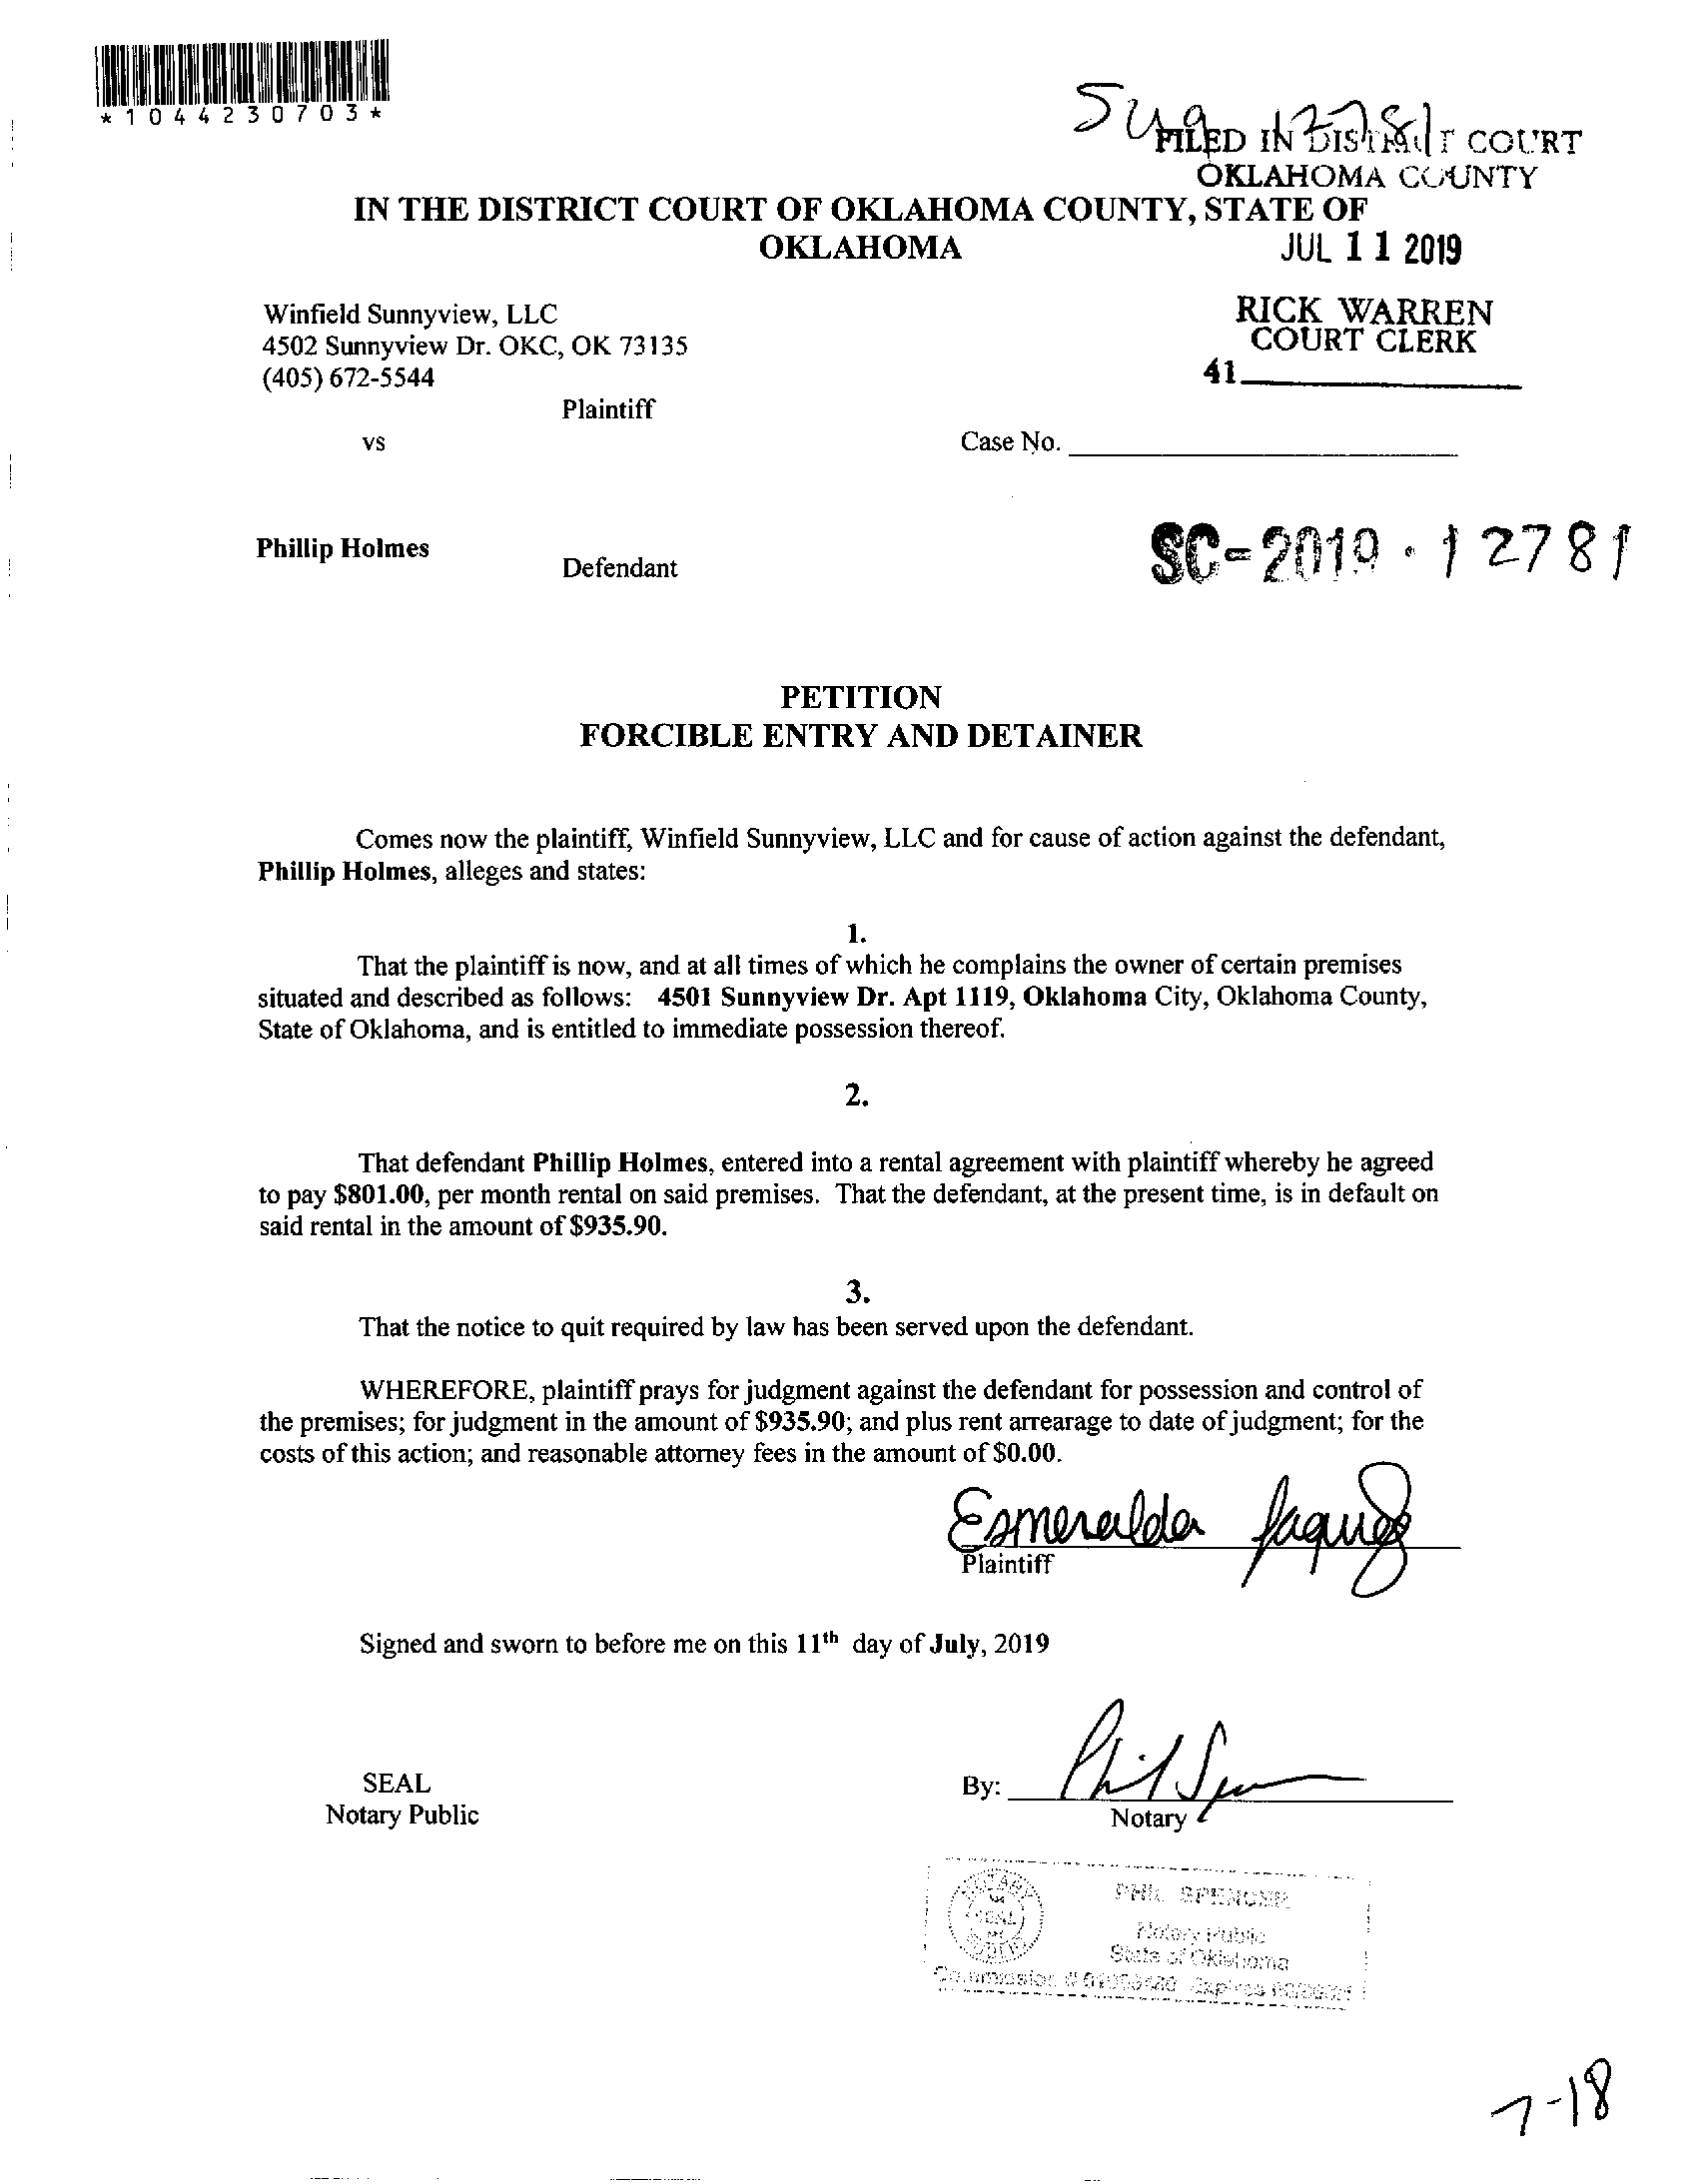 *1044230703*
FILED IN DISTRICT COURT
OKLAHOMA COUNTY
IN THE DISTRICT COURT OF OKLAHOMA COUNTY, STATE OF
OKLAHOMA
JUL 11 2019
Winfield Sunnyview, LLC
4502 Sunnyview Dr. OKC, OK 73135
(405) 672-5544
RICK WARREN
COURT CLERK
41
Plaintiff
vs
Case No.
Phillip Holmes
Defendant
SC-2019-12781
PETITION
FORCIBLE ENTRY AND DETAINER
Comes now the plaintiff, Winfield Sunnyview, LLC and for cause of action against the defendant,
Phillip Holmes, alleges and states:
1.
That the plaintiff is now, and at all times of which he complains the owner of certain premises
situated and described as follows: 4501 Sunnyview Dr. Apt 1119, Oklahoma City, Oklahoma County,
State of Oklahoma, and is entitled to immediate possession thereof.
2.
That defendant Phillip Holmes, entered into a rental agreement with plaintiff whereby he agreed
to pay $801.00, per month rental on said premises. That the defendant, at the present time, is in default on
said rental in the amount of $935.90.
3.
That the notice to quit required by law has been served upon the defendant.
WHEREFORE, plaintiff prays for judgment against the defendant for possession and control of
the premises; for judgment in the amount of $935.90; and plus rent arrearage to date of judgment; for the
costs of this action; and reasonable attorney fees in the amount of $0.00.
Esmeralda Jaquez
Plaintiff
Signed and sworn to before me on this 11th day of July, 2019
SEAL
Notary Public
By: Phil Spencer
Notary
PHIL SPENCER
Notary Public
State of Oklahoma
7-18